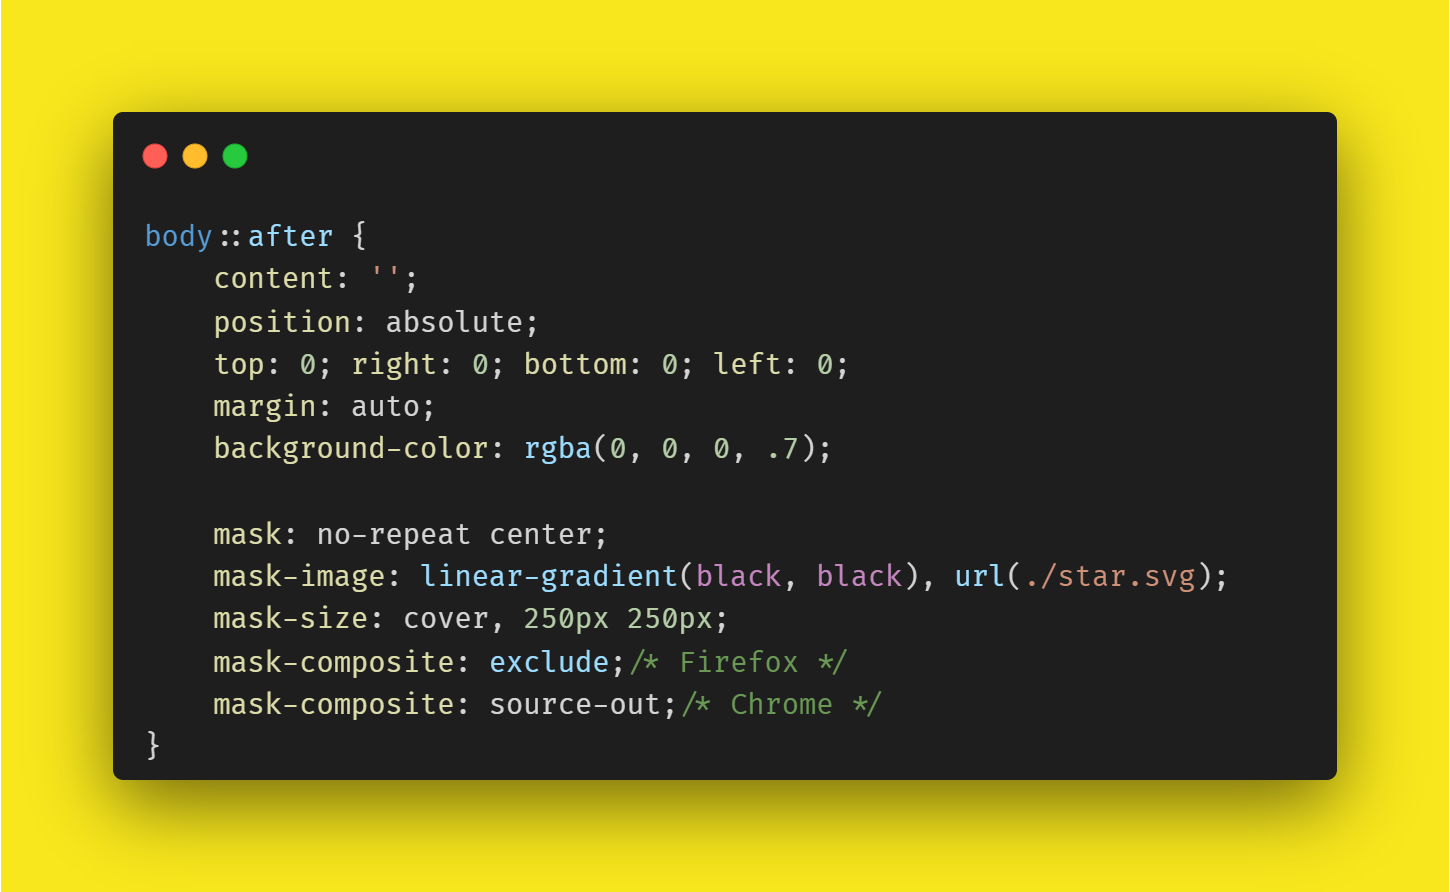 body::after {
    content: '';
    position: absolute;
    top: 0; right: 0; bottom: 0; left: 0;
    margin: auto;
    background-color: rgba(0, 0, 0, .7);

    mask: no-repeat center;
    mask-image: linear-gradient(black, black), url(./star.svg);
    mask-size: cover, 250px 250px;
    mask-composite: exclude;/* Firefox */
    mask-composite: source-out;/* Chrome */
}